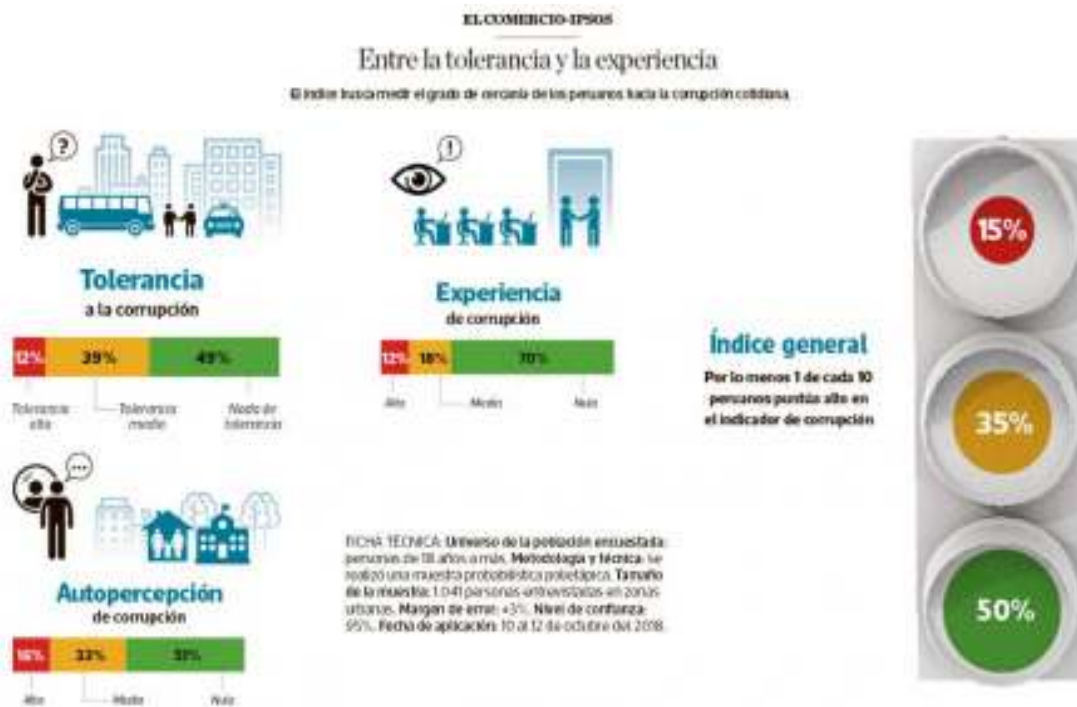 EL COMERCIO-IPSOS
Entre la tolerancia y la experiencia
El índice busca medir el grado de cercanía de los peruanos hacia la corrupción cotidiana.
?
!
Tolerancia
a la corrupción
12% 39% 49%
Tolerancia alta
Tolerancia media
Nada de tolerancia
Experiencia
de corrupción
12% 18% 70%
Alta Media Nula
Índice general
Por lo menos 1 de cada 10
peruanos puntúa alto en
el indicador de corrupción
15%
35%
50%
...
Autopercepción
de corrupción
16% 33% 51%
Alta Media Nula
FICHA TÉCNICA: Universo de la población encuestada:
personas de 18 años a más. Metodología y técnica: se
realizó una muestra probabilística polietápica. Tamaño
de la muestra: 1.041 personas entrevistadas en zonas
urbanas. Margen de error: +3%. Nivel de confianza:
95%. Fecha de aplicación: 10 al 12 de octubre del 2018.